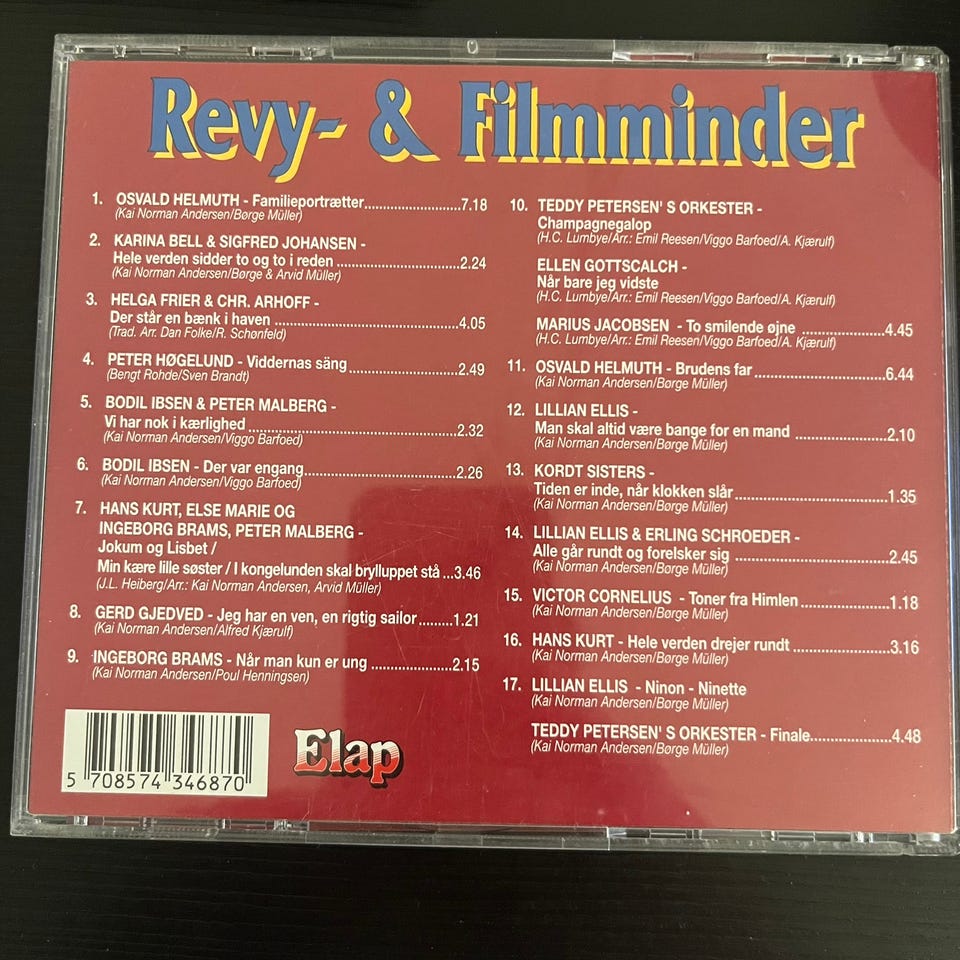 Revy- & Filmminder
1. OSVALD HELMUTH - Familieportrætter....................7.18
(Kai Norman Andersen/Børge Müller)
2. KARINA BELL & SIGFRED JOHANSEN -
Hele verden sidder to og to i reden ..........................2.24
(Kai Norman Andersen/Børge & Arvid Müller)
3. HELGA FRIER & CHR. ARHOFF -
Der står en bænk i haven .......................................4.05
(Trad. Arr. Dan Folke/R. Schønfeld)
4. PETER HØGELUND - Viddernas säng.......................2.49
(Bengt Rohde/Sven Brandt)
5. BODIL IBSEN & PETER MALBERG -
Vi har nok i kærlighed ............................................2.32
(Kai Norman Andersen/Viggo Barfoed)
6. BODIL IBSEN - Der var engang................................2.26
(Kai Norman Andersen/Viggo Barfoed)
7. HANS KURT, ELSE MARIE OG
INGEBORG BRAMS, PETER MALBERG -
Jokum og Lisbet /
Min kære lille søster / I kongelunden skal brylluppet stå ...3.46
(J.L. Heiberg/Arr.: Kai Norman Andersen, Arvid Müller)
8. GERD GJEDVED - Jeg har en ven, en rigtig sailor ........1.21
(Kai Norman Andersen/Alfred Kjærulf)
9. INGEBORG BRAMS - Når man kun er ung .................2.15
(Kai Norman Andersen/Poul Henningsen)
5 708574 346870
Elap
10. TEDDY PETERSEN' S ORKESTER -
Champagnegalop
(H.C. Lumbye/Arr.: Emil Reesen/Viggo Barfoed/A. Kjærulf)
ELLEN GOTTSCALCH -
Når bare jeg vidste
(H.C. Lumbye/Arr.: Emil Reesen/Viggo Barfoed/A. Kjærulf)
MARIUS JACOBSEN - To smilende øjne ..................4.45
(H.C. Lumbye/Arr.: Emil Reesen/Viggo Barfoed/A. Kjærulf)
11. OSVALD HELMUTH - Brudens far............................6.44
(Kai Norman Andersen/Børge Müller)
12. LILLIAN ELLIS -
Man skal altid være bange for en mand ...................2.10
(Kai Norman Andersen/Børge Müller)
13. KORDT SISTERS -
Tiden er inde, når klokken slår.................................1.35
(Kai Norman Andersen/Børge Müller)
14. LILLIAN ELLIS & ERLING SCHROEDER -
Alle går rundt og forelsker sig .................................2.45
(Kai Norman Andersen/Børge Müller)
15. VICTOR CORNELIUS - Toner fra Himlen...................1.18
(Kai Norman Andersen/Børge Müller)
16. HANS KURT - Hele verden drejer rundt .....................3.16
(Kai Norman Andersen/Børge Müller)
17. LILLIAN ELLIS - Ninon - Ninette
(Kai Norman Andersen/Børge Müller)
TEDDY PETERSEN' S ORKESTER - Finale..................4.48
(Kai Norman Andersen/Børge Müller)